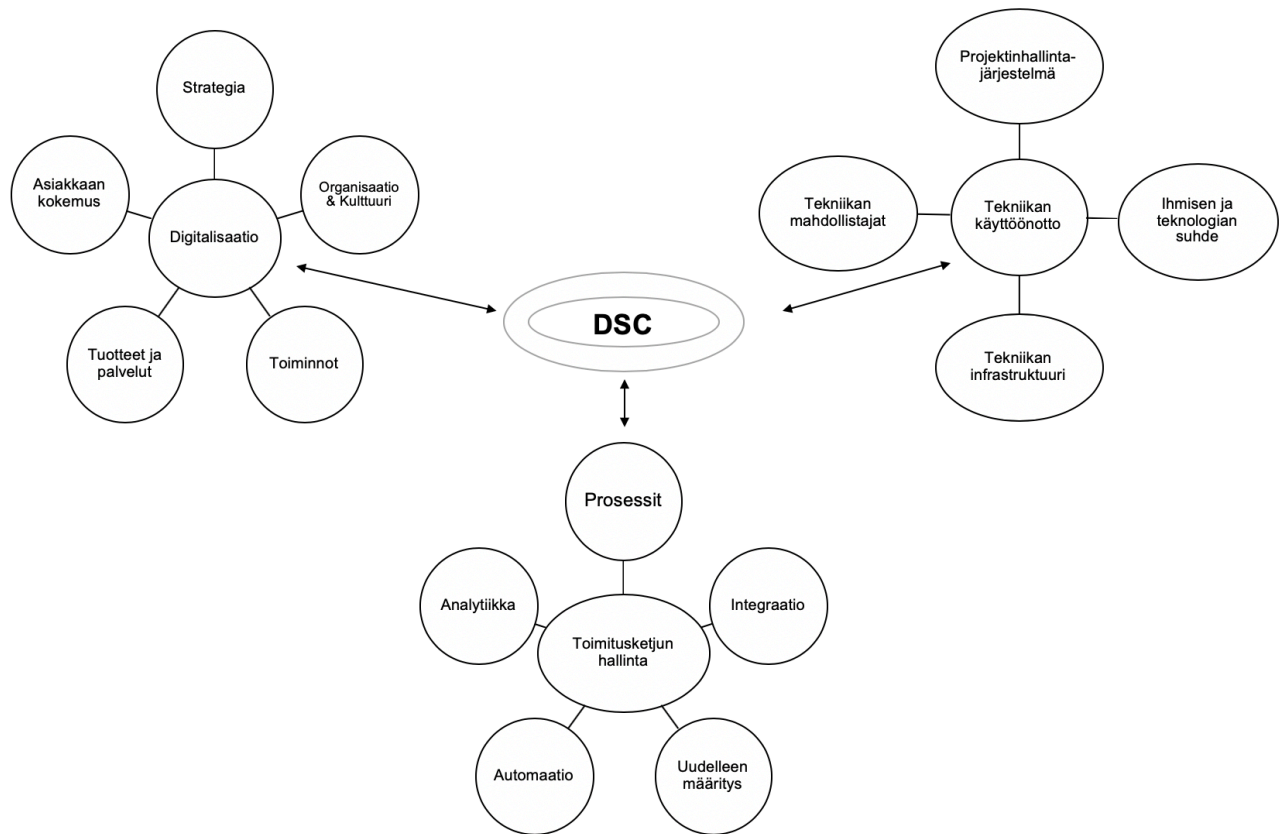 Strategia
Asiakkaan
kokemus
Organisaatio
& Kulttuuri
Digitalisaatio
Tuotteet ja
palvelut
Toiminnot
Projektinhallinta-
järjestelmä
Tekniikan
mahdollistajat
Tekniikan
käyttöönotto
Ihmisen ja
teknologian
suhde
Tekniikan
infrastruktuuri
DSC
Prosessit
Analytiikka
Integraatio
Toimitusketjun
hallinta
Automaatio
Uudelleen
määritys